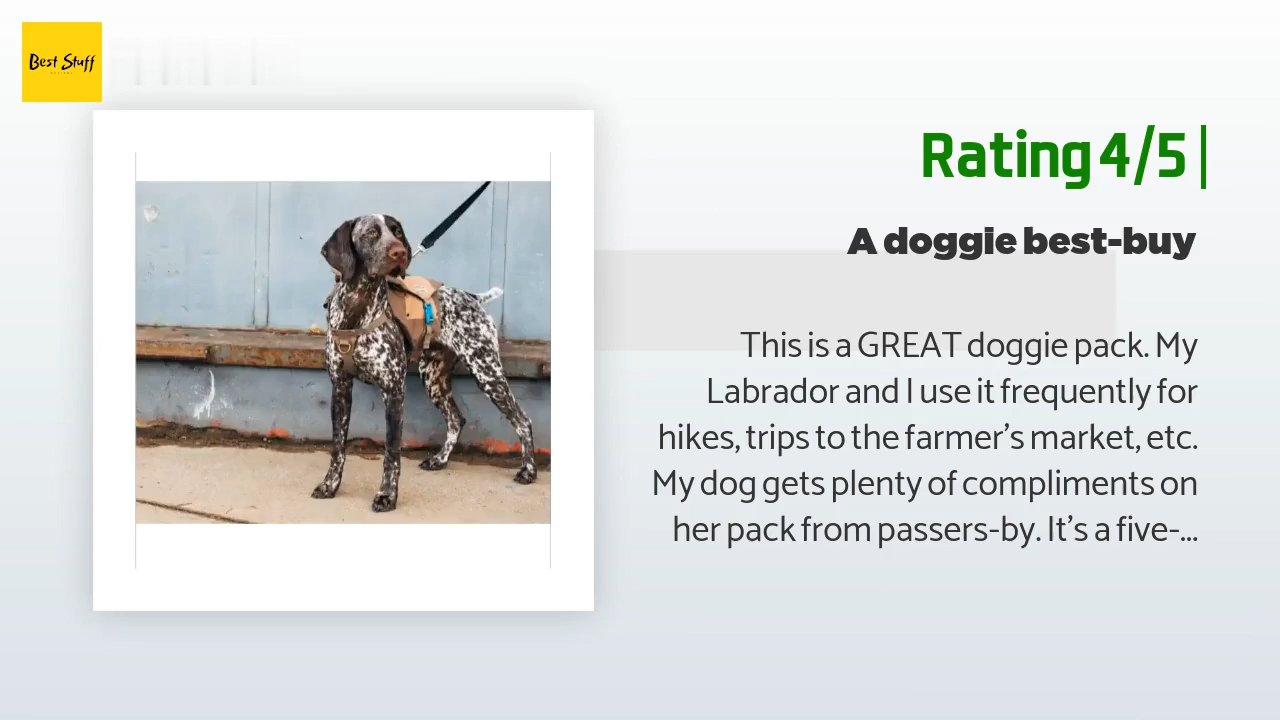 Best Stuff
Rating 4/5 |
A doggie best-buy
This is a GREAT doggie pack. My
Labrador and I use it frequently for
hikes, trips to the farmer’s market, etc.
My dog gets plenty of compliments on
her pack from passers-by. It’s a five-...